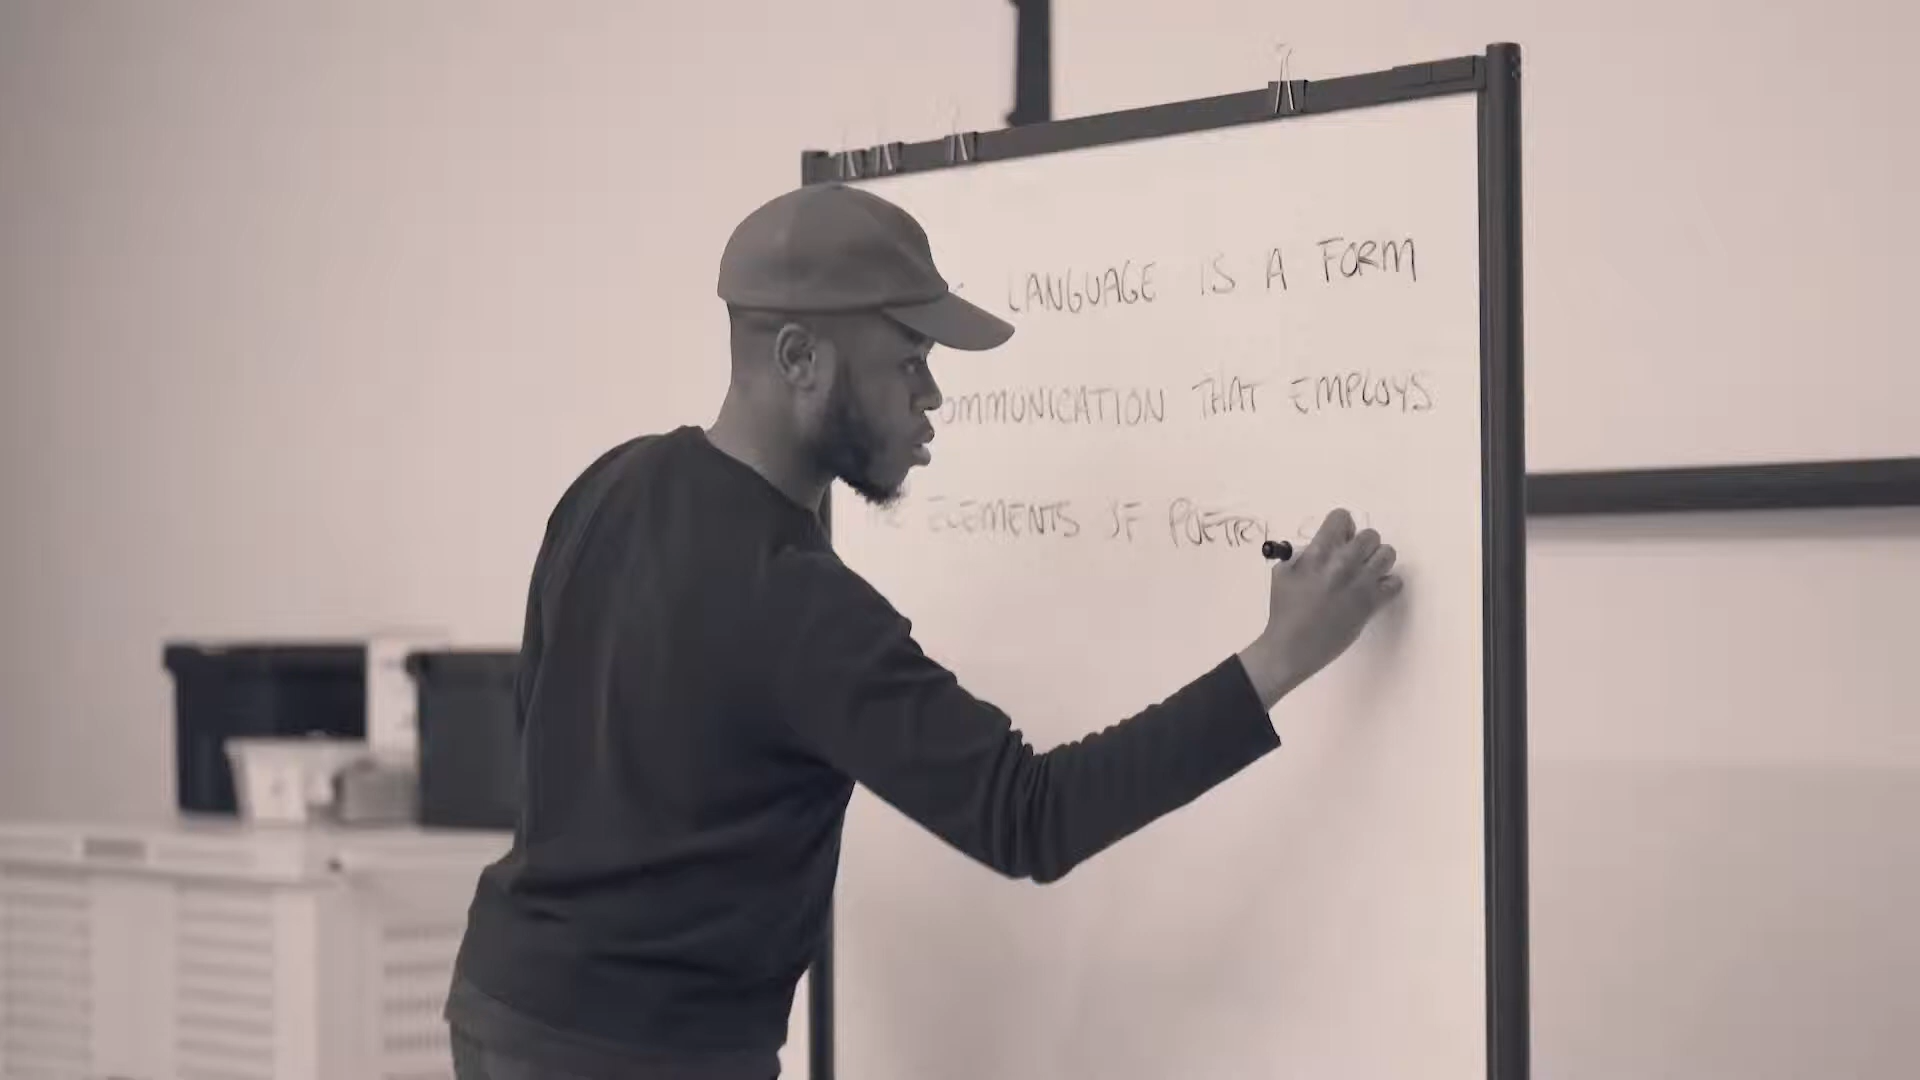 LANGUAGE IS A FORM
OMMUNICATION THAT EMPLOYS
ELEMENTS OF POETRY